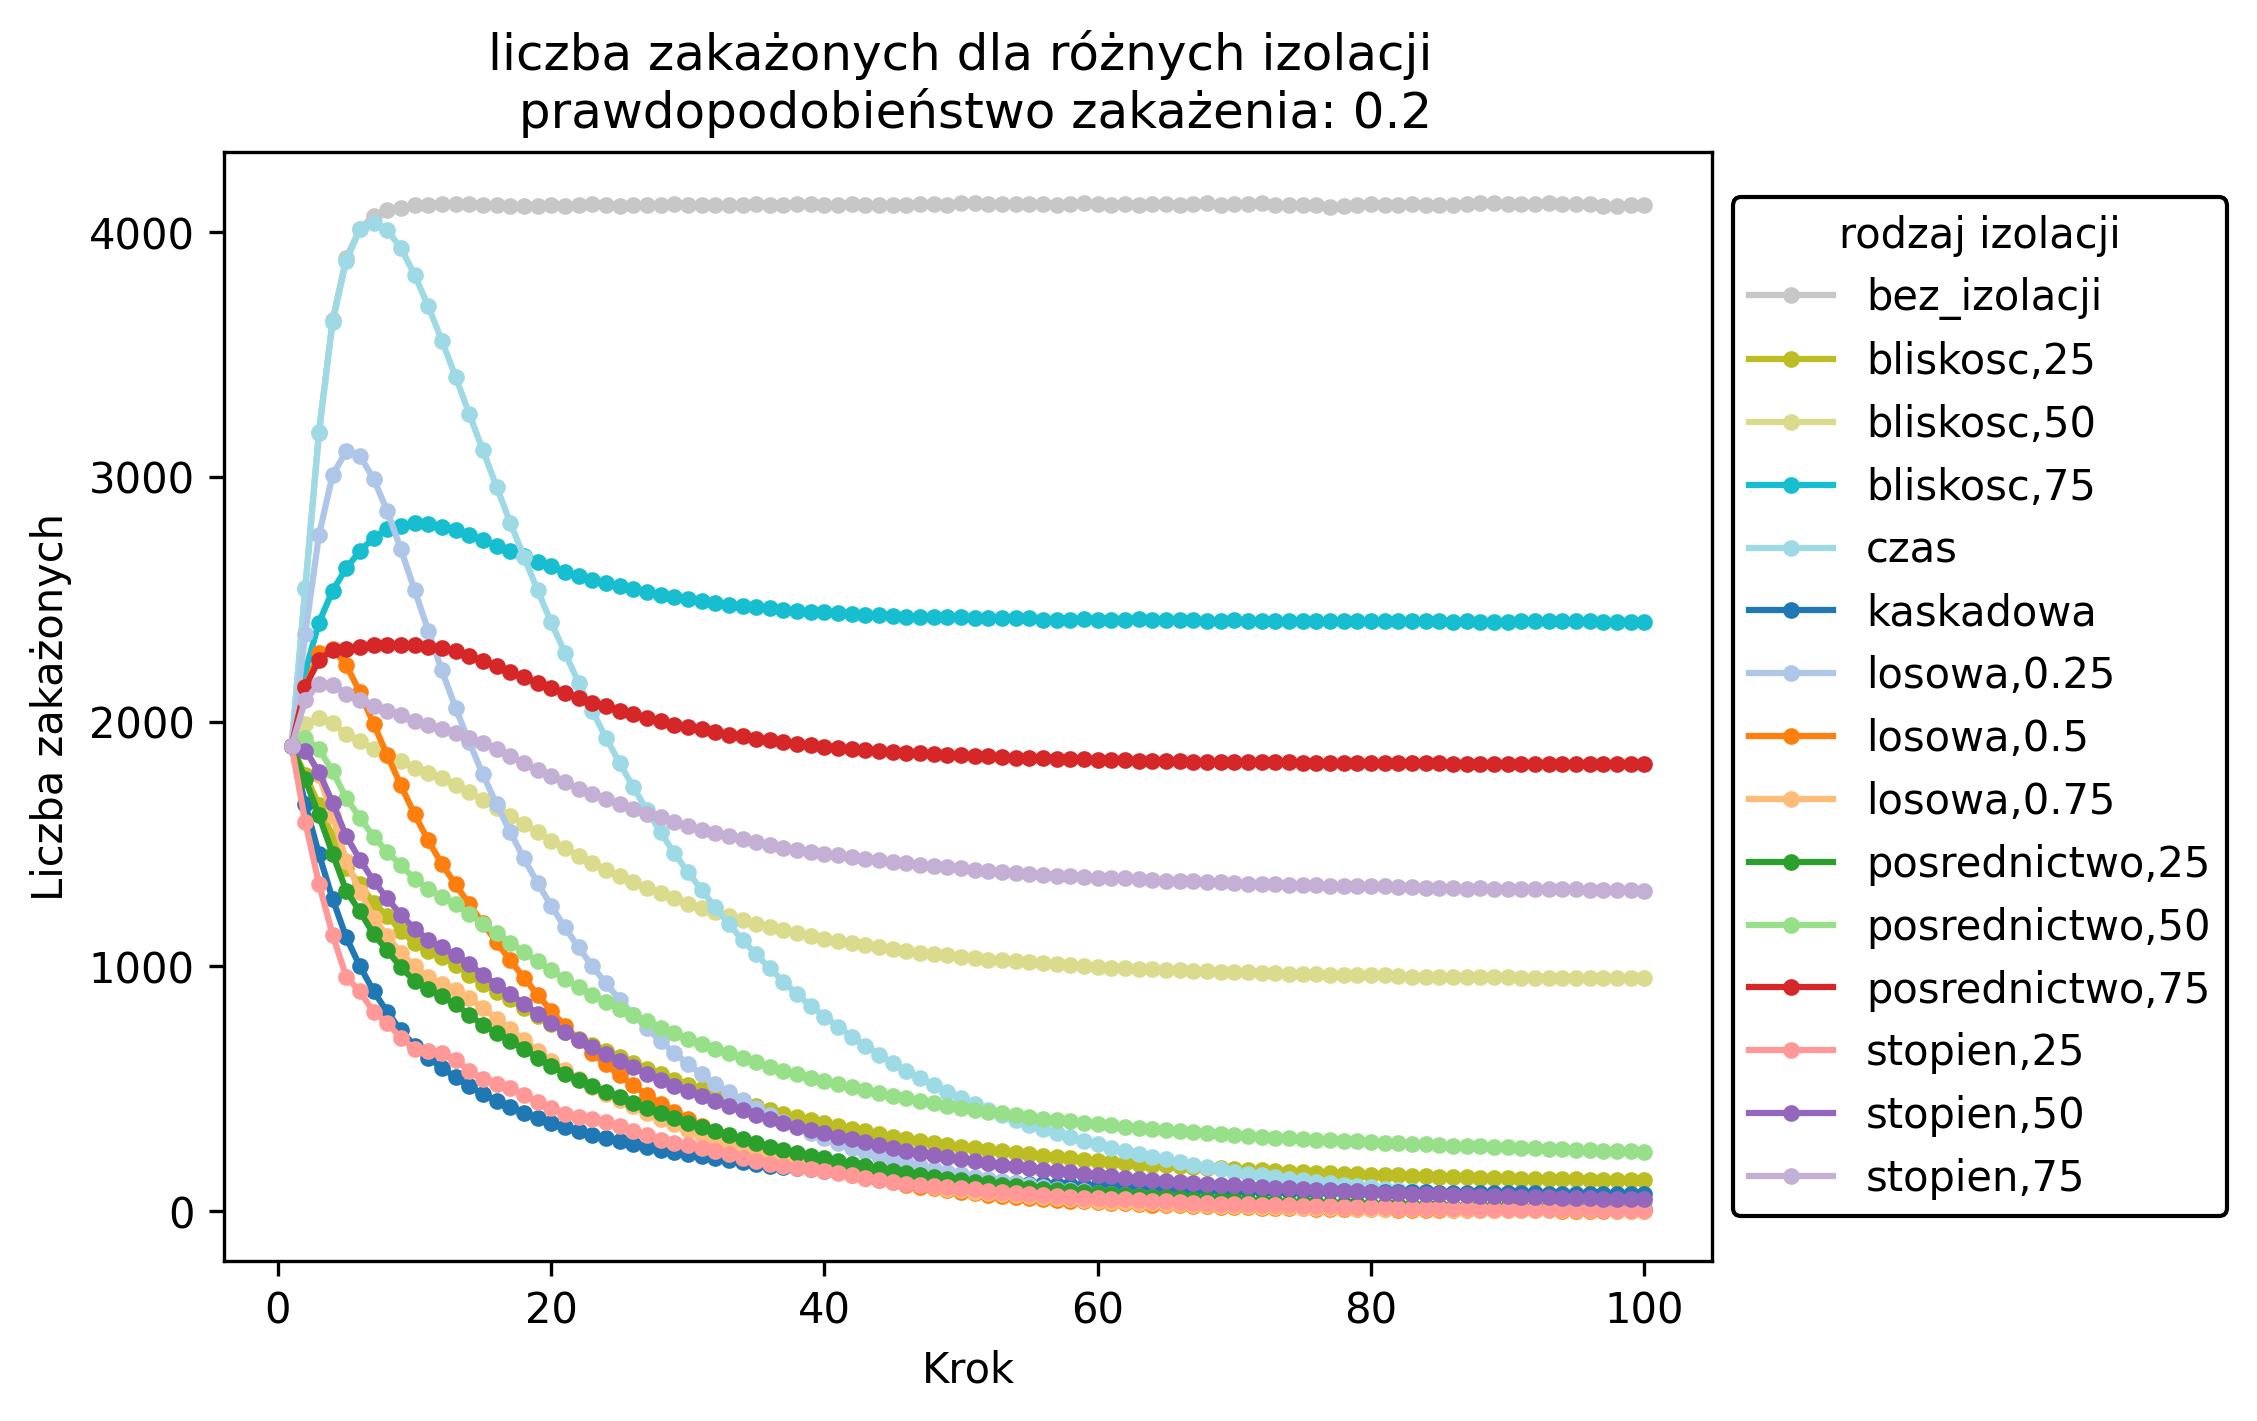 liczba zakażonych dla różnych izolacji
prawdopodobieństwo zakażenia: 0.2
Liczba zakażonych
4000
3000
2000
1000
0
0 20 40 60 80 100
Krok
rodzaj izolacji
bez_izolacji
bliskosc,25
bliskosc,50
bliskosc,75
czas
kaskadowa
losowa,0.25
losowa,0.5
losowa,0.75
posrednictwo,25
posrednictwo,50
posrednictwo,75
stopien,25
stopien,50
stopien,75